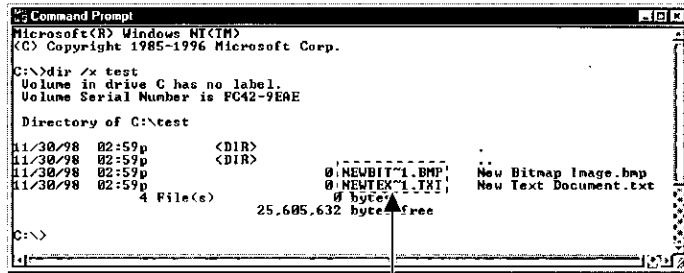 Command Prompt
Microsoft(R) Windows NT(TM)
(C) Copyright 1985-1996 Microsoft Corp.
C:\>dir /x test
Volume in drive C has no label.
Volume Serial Number is FC42-9EAE
Directory of C:\test
11/30/98 02:59p <DIR> .
11/30/98 02:59p <DIR> ..
11/30/98 02:59p 0 NEWBIT~1.BMP New Bitmap Image.bmp
11/30/98 02:59p 0 NEWTEX~1.TXT New Text Document.txt
4 File(s) 0 bytes
25,605,632 bytes free
C:\>